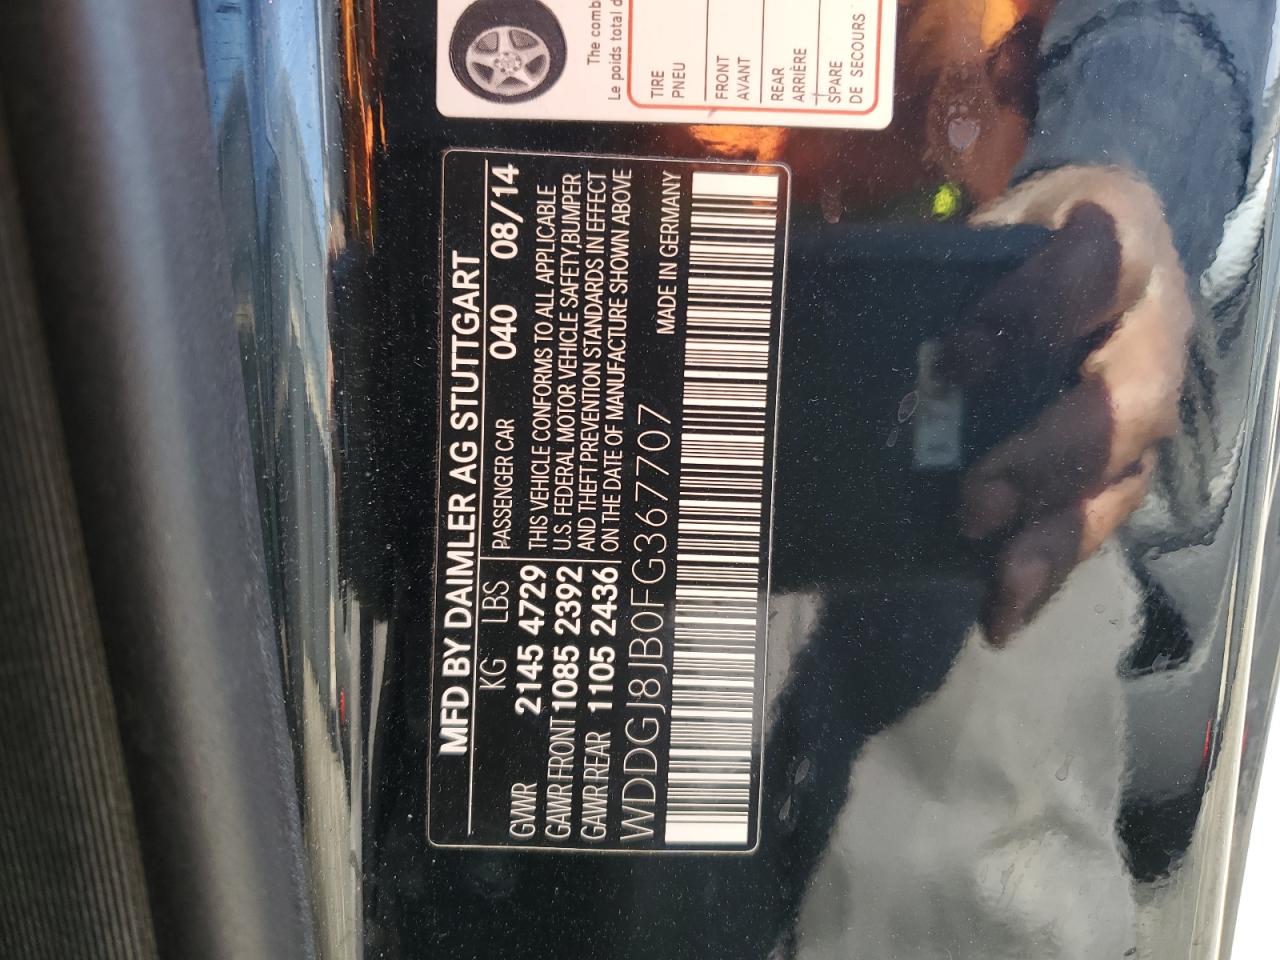 MFD BY DAIMLER AG STUTTGART
KG LBS PASSENGER CAR 040 08/14
GVWR 2145 4729
GAWR FRONT 1085 2392
GAWR REAR 1105 2436
THIS VEHICLE CONFORMS TO ALL APPLICABLE
U.S. FEDERAL MOTOR VEHICLE SAFETY, BUMPER
AND THEFT PREVENTION STANDARDS IN EFFECT
ON THE DATE OF MANUFACTURE SHOWN ABOVE
WDDGJ8JB0FG367707 MADE IN GERMANY
The comb
Le poids total d
TIRE
PNEU
FRONT
AVANT
REAR
ARRIÈRE
SPARE
DE SECOURS